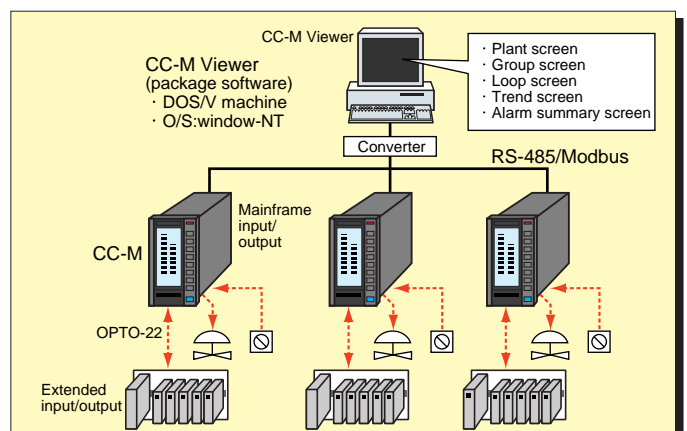 CC-M Viewer
CC-M Viewer
(package software)
· DOS/V machine
· O/S:window-NT
· Plant screen
· Group screen
· Loop screen
· Trend screen
· Alarm summary screen
Converter
RS-485/Modbus
Mainframe
input/
output
CC-M
OPTO-22
Extended
input/output